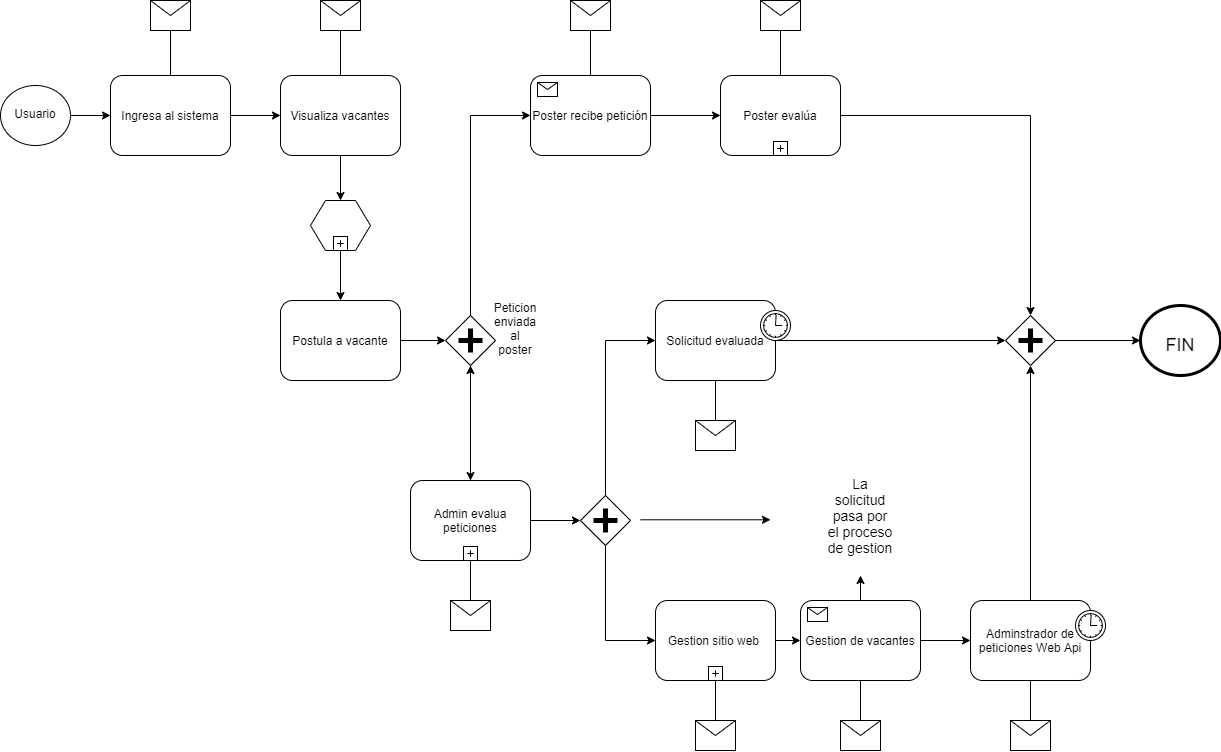 Usuario
Ingresa al sistema
Visualiza vacantes
Poster recibe petición
Poster evalúa
Postula a vacante
Peticion
enviada
al
poster
Solicitud evaluada
FIN
Admin evalua
peticiones
La
solicitud
pasa por
el proceso
de gestion
Gestion sitio web
Gestion de vacantes
Adminstrador de
peticiones Web Api